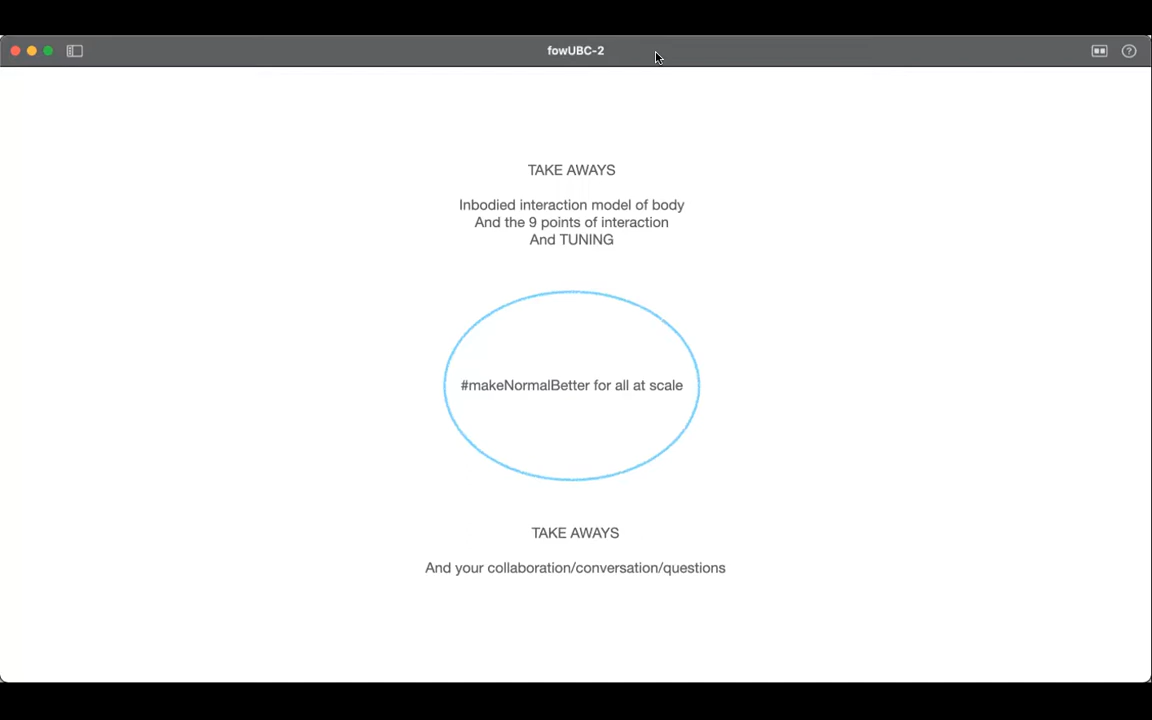 fowUBC-2
TAKE AWAYS
Inbodied interaction model of body
And the 9 points of interaction
And TUNING
#makeNormalBetter for all at scale
TAKE AWAYS
And your collaboration/conversation/questions